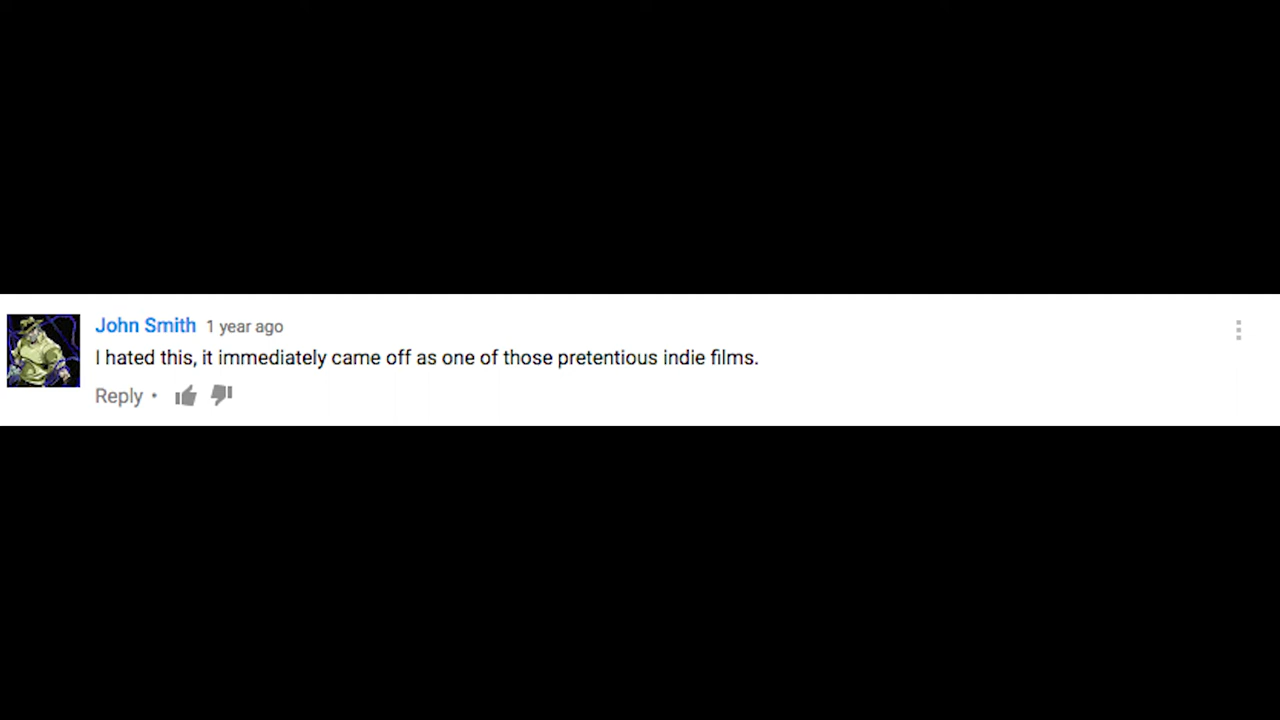 John Smith 1 year ago
I hated this, it immediately came off as one of those pretentious indie films.
Reply •